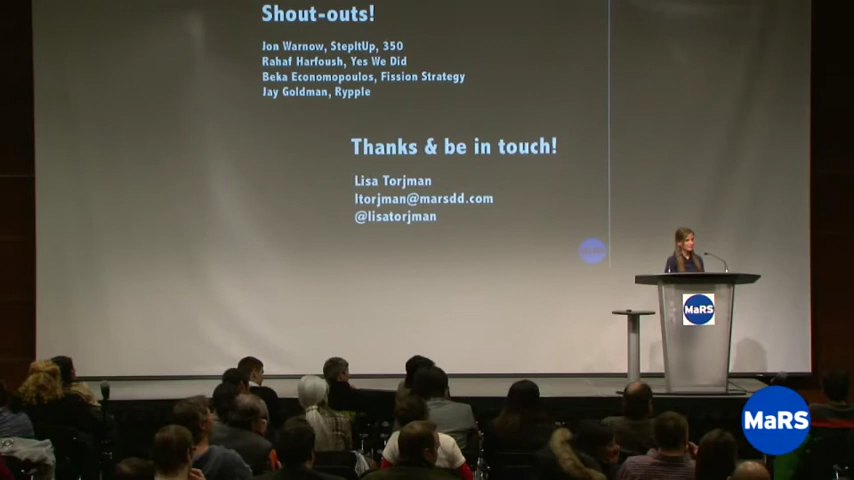 Shout-outs!
Jon Warnow, StepItUp, 350
Rahaf Harfoush, Yes We Did
Beka Economopoulos, Fission Strategy
Jay Goldman, Rypple
Thanks & be in touch!
Lisa Torjman
ltorjman@marsdd.com
@lisatorjman
MaRS
MaRS